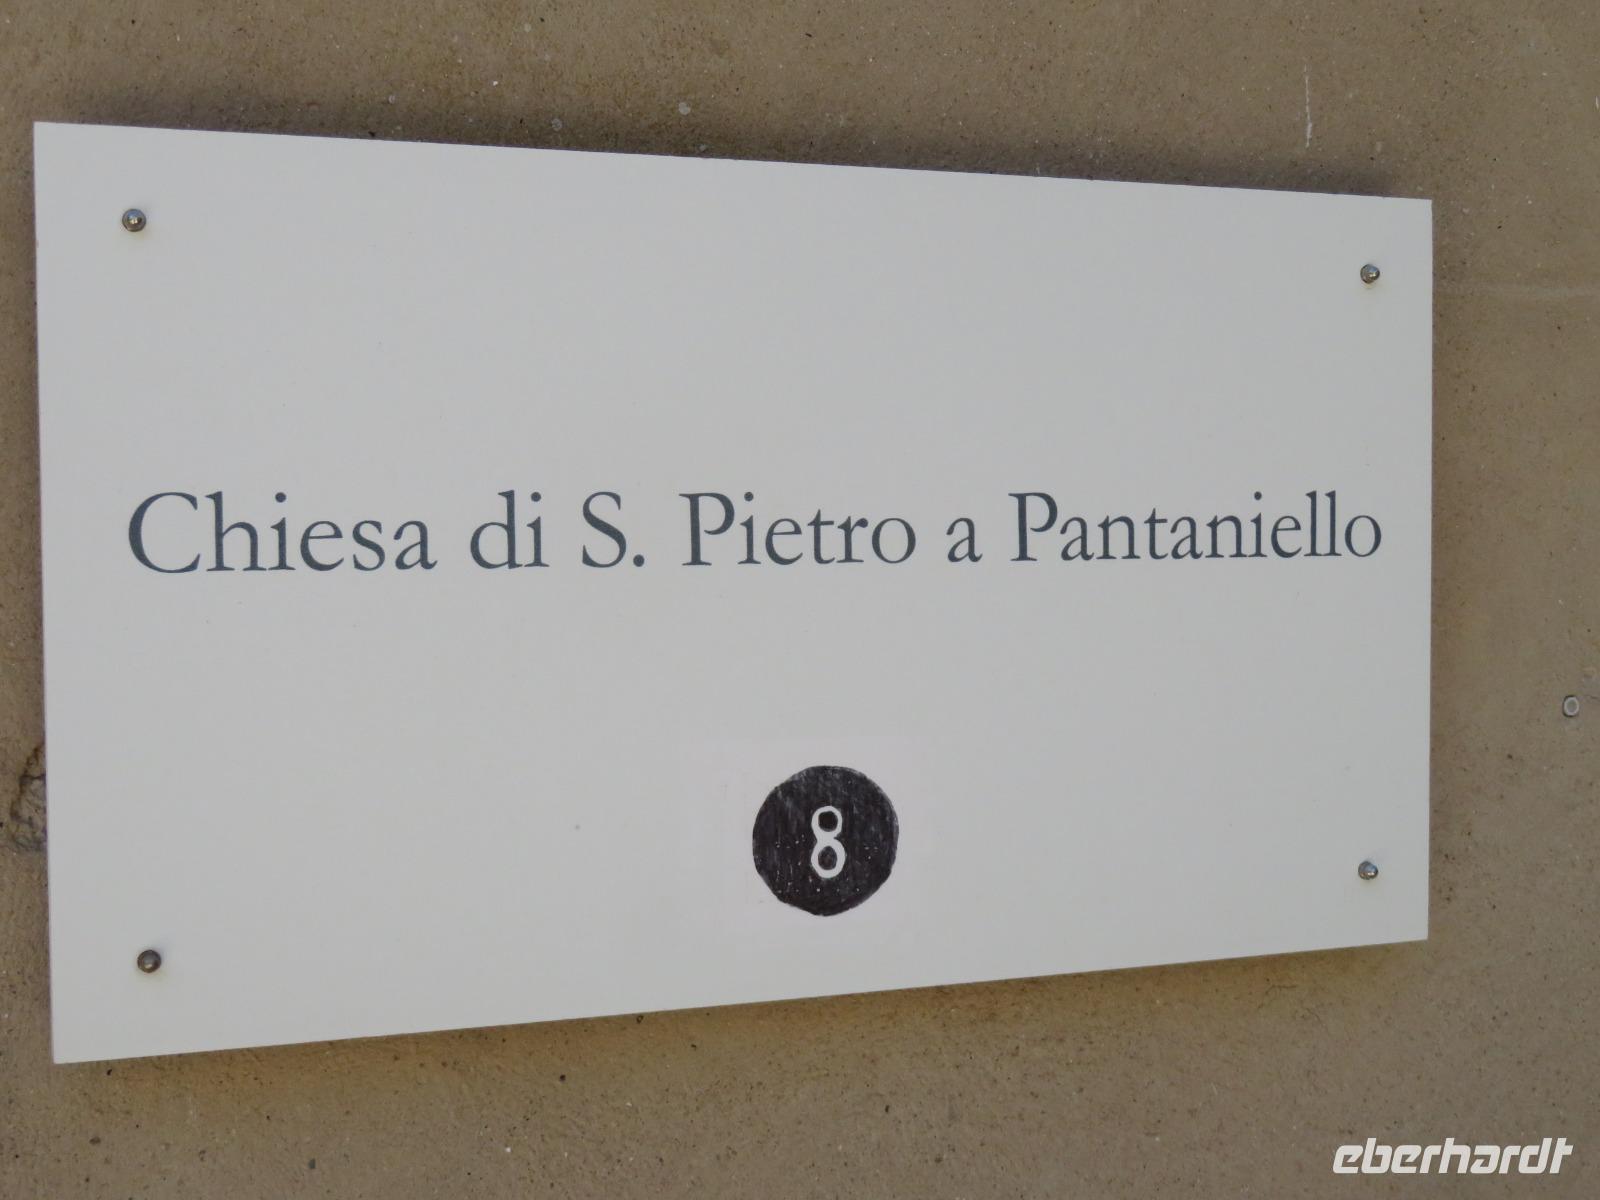 Chiesa di S. Pietro a Pantaniello
8
eberhardt